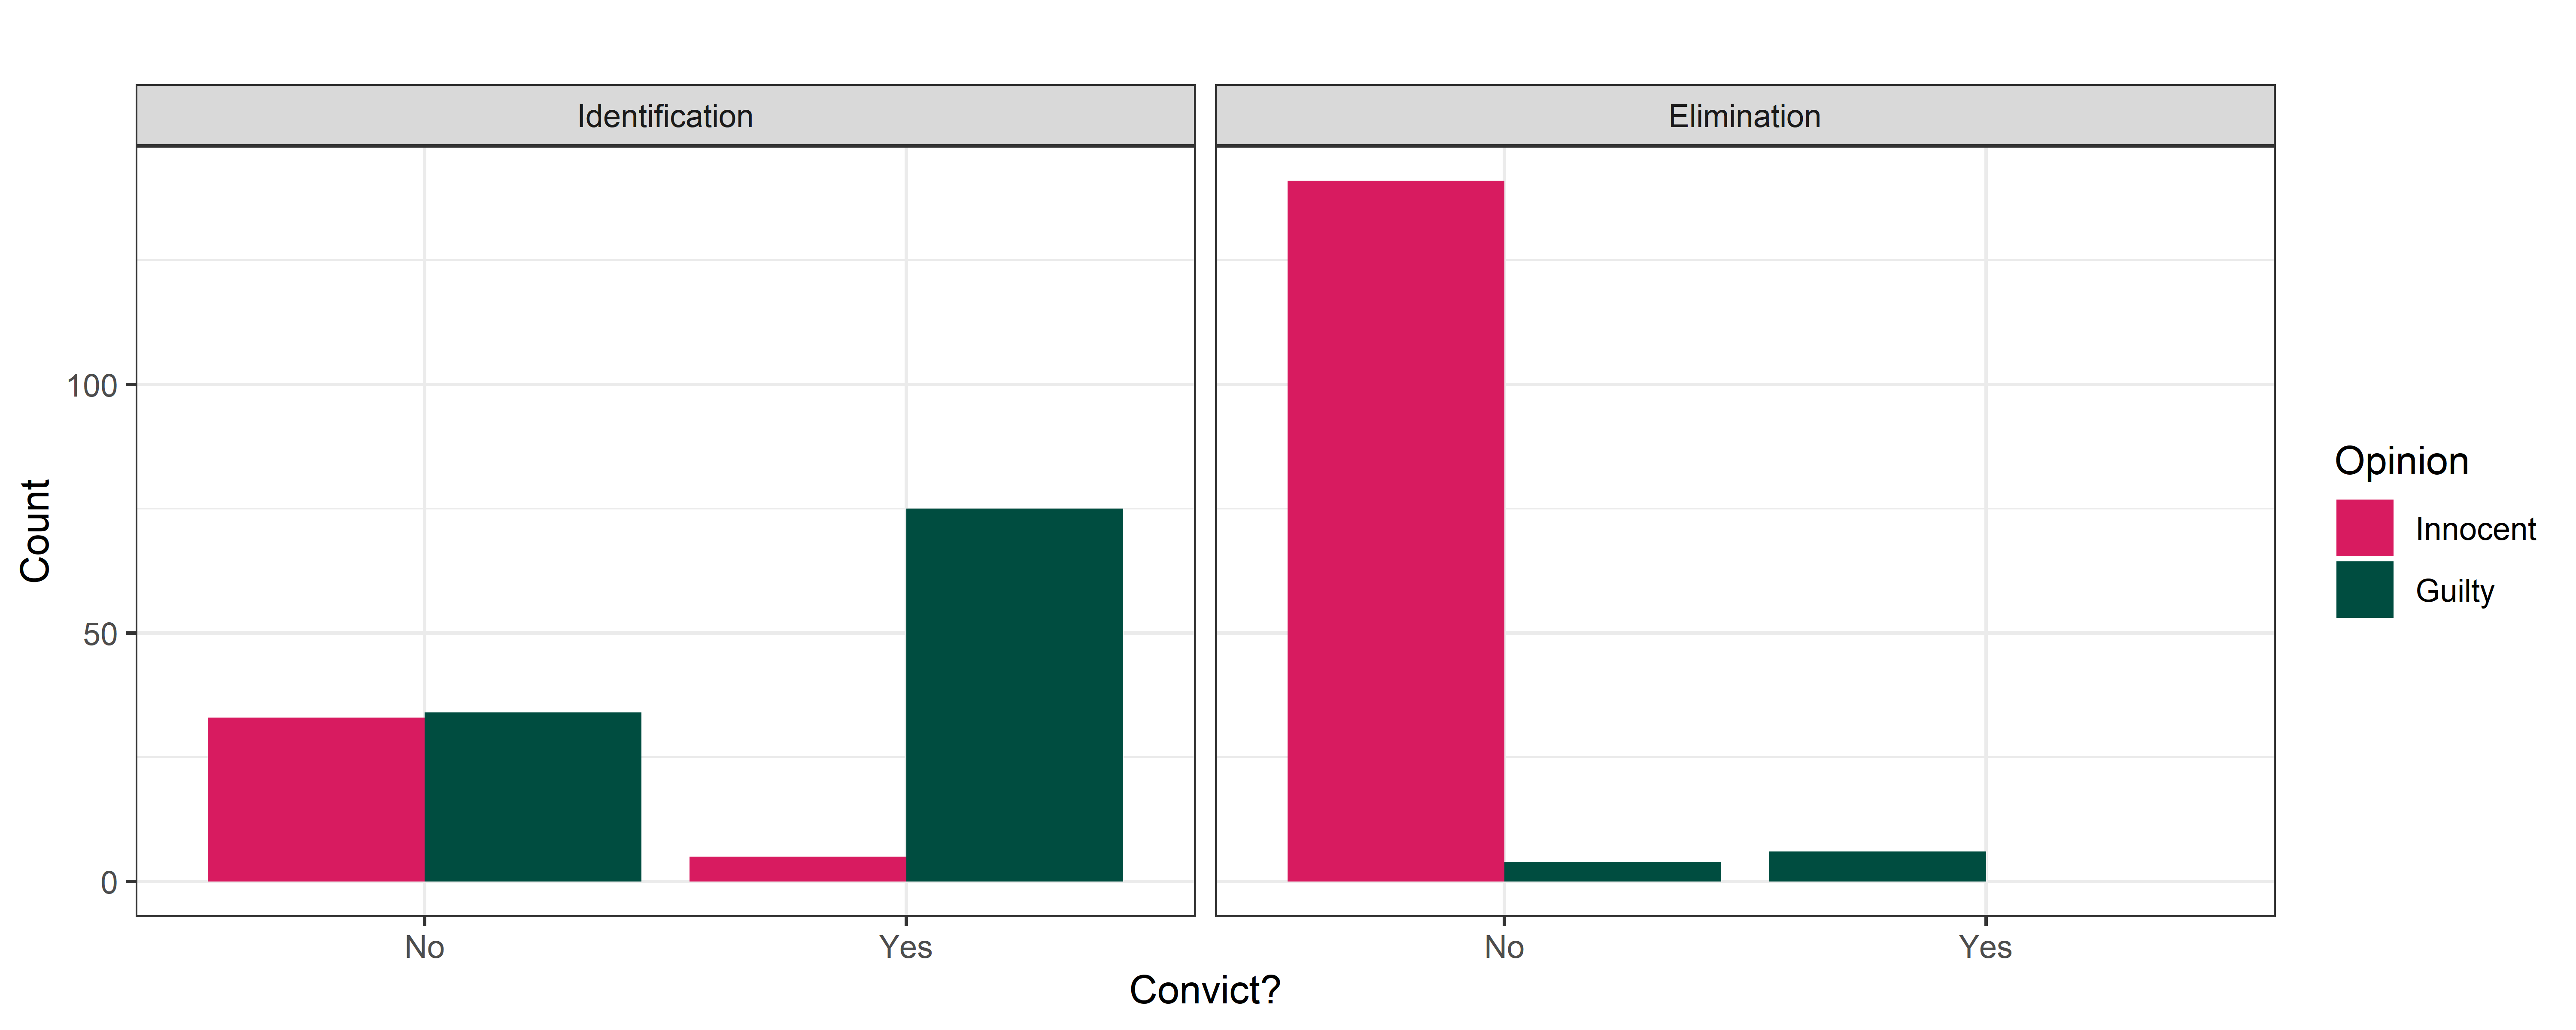 Identification
Elimination
100
50
0
Count
No
Yes
No
Yes
Convict?
Opinion
Innocent
Guilty